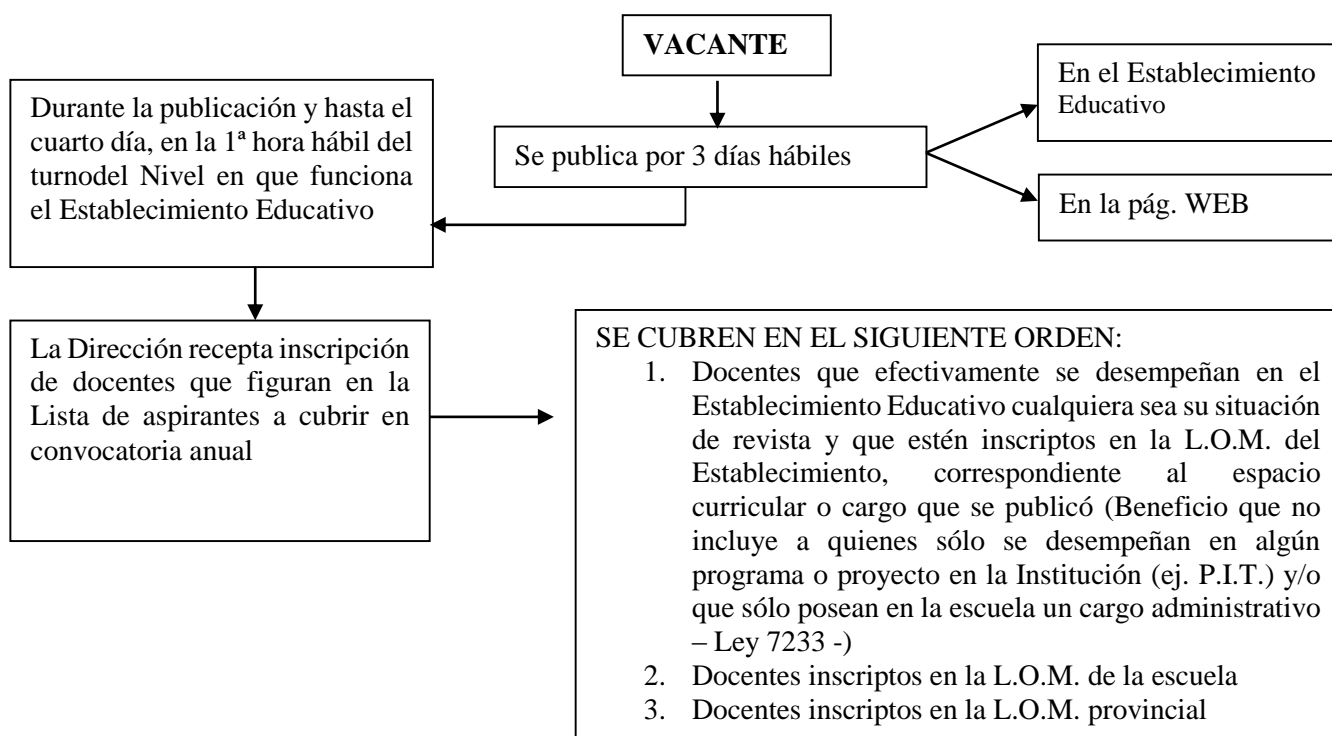 VACANTE
Se publica por 3 días hábiles
En el Establecimiento
Educativo
En la pág. WEB
Durante la publicación y hasta el
cuarto día, en la 1ª hora hábil del
turnodel Nivel en que funciona
el Establecimiento Educativo
La Dirección recepta inscripción
de docentes que figuran en la
Lista de aspirantes a cubrir en
convocatoria anual
SE CUBREN EN EL SIGUIENTE ORDEN:
1. Docentes que efectivamente se desempeñan en el
Establecimiento Educativo cualquiera sea su situación
de revista y que estén inscriptos en la L.O.M. del
Establecimiento, correspondiente al espacio
curricular o cargo que se publicó (Beneficio que no
incluye a quienes sólo se desempeñan en algún
programa o proyecto en la Institución (ej. P.I.T.) y/o
que sólo posean en la escuela un cargo administrativo
– Ley 7233 -)
2. Docentes inscriptos en la L.O.M. de la escuela
3. Docentes inscriptos en la L.O.M. provincial